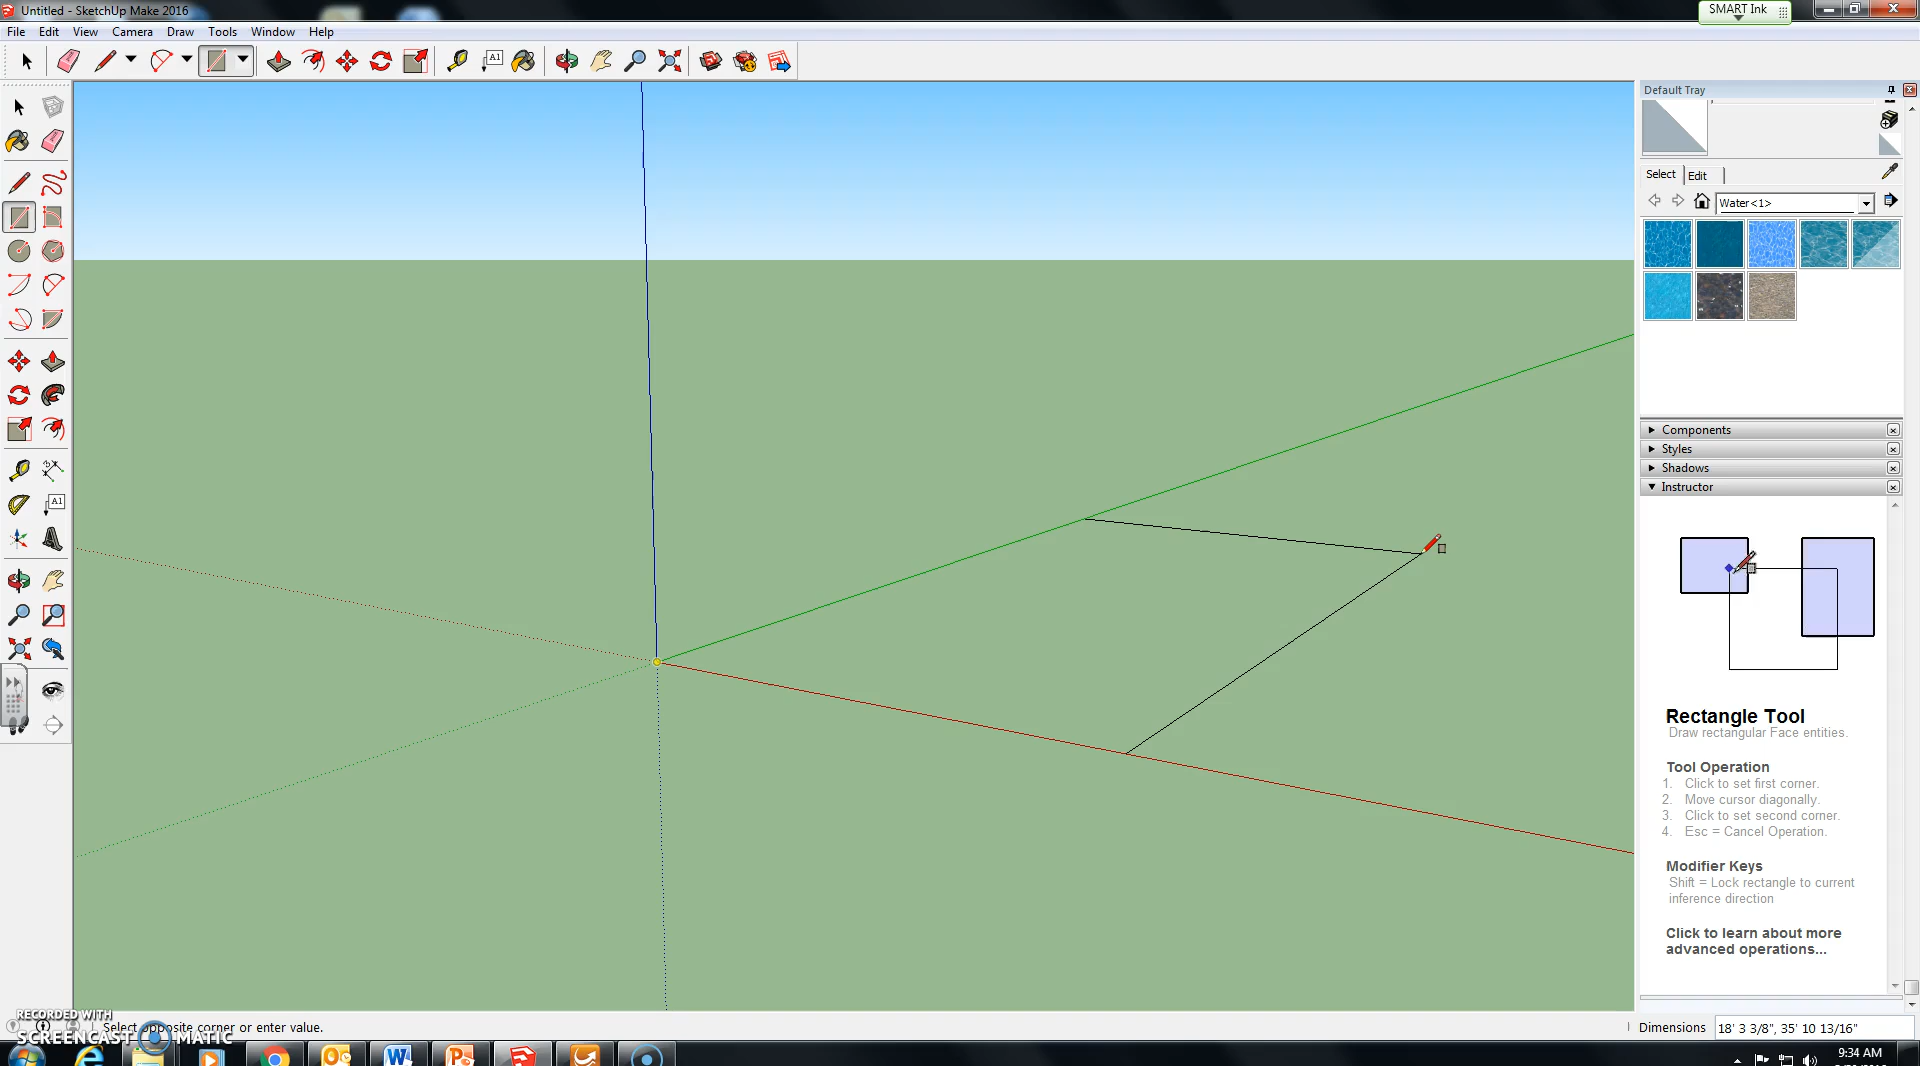 Untitled - SketchUp Make 2016
SMART Ink
File Edit View Camera Draw Tools Window Help
A1
Default Tray
Select Edit
Water<1>
A1
Components
Styles
Shadows
Instructor
Rectangle Tool
Draw rectangular Face entities.
Tool Operation
1. Click to set first corner.
2. Move cursor diagonally.
3. Click to set second corner.
4. Esc = Cancel Operation.
Modifier Keys
Shift = Lock rectangle to current
inference direction
Click to learn about more
advanced operations...
RECORDED WITH
SCREENCAST MATIC
Select opposite corner or enter value.
Dimensions 18' 3 3/8", 35' 10 13/16"
9:34 AM